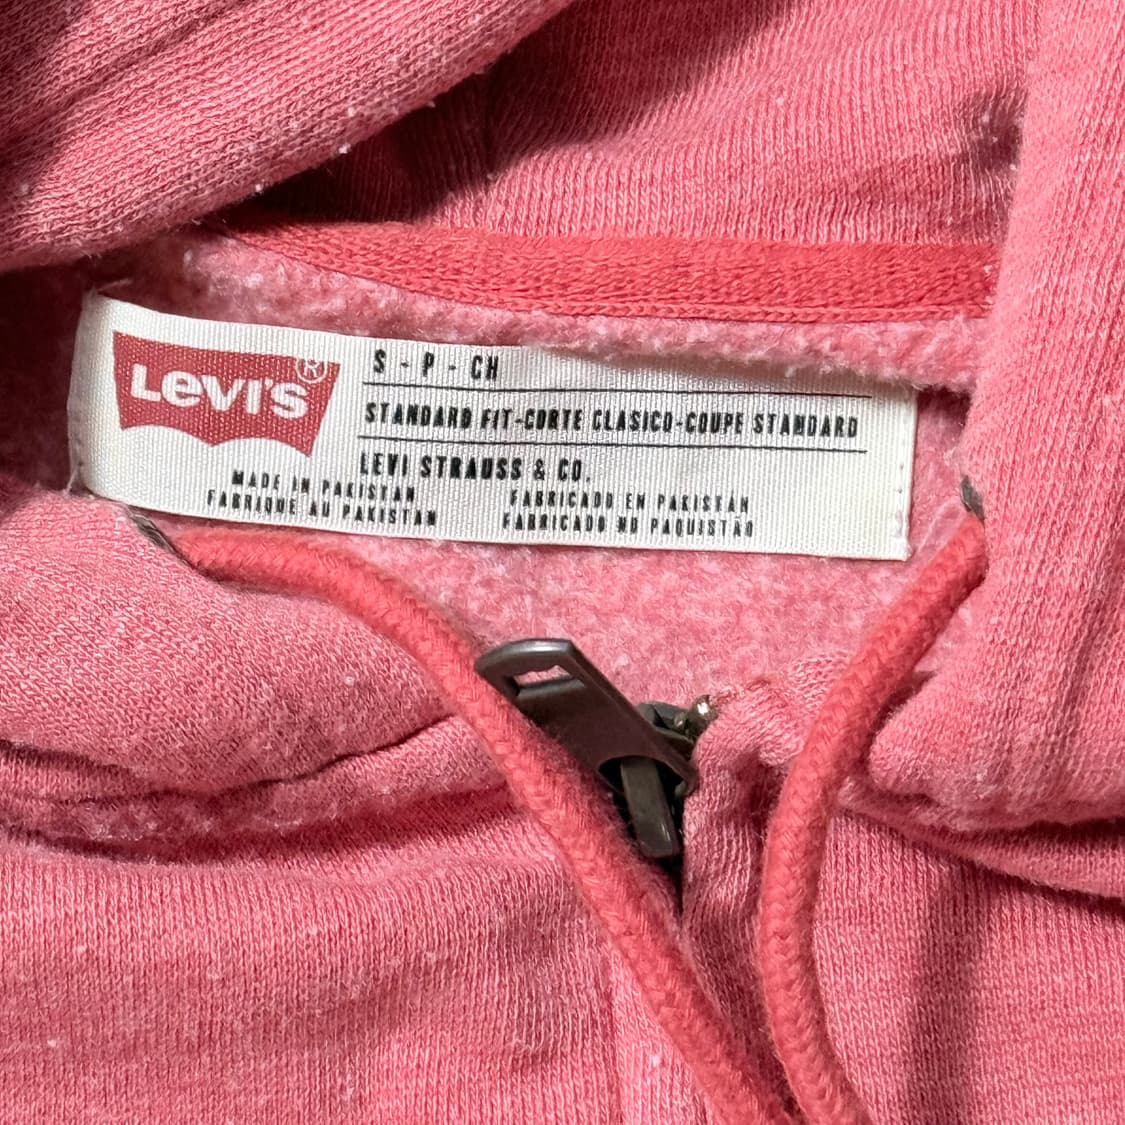 LEVI'S®
S - P - CH
STANDARD FIT-CORTE CLASICO-COUPE STANDARD
LEVI STRAUSS & CO.
MADE IN PAKISTAN
FABRIQUE AU PAKISTAN
FABRICADO EN PAKISTÁN
FABRICADO NO PAQUISTÃO